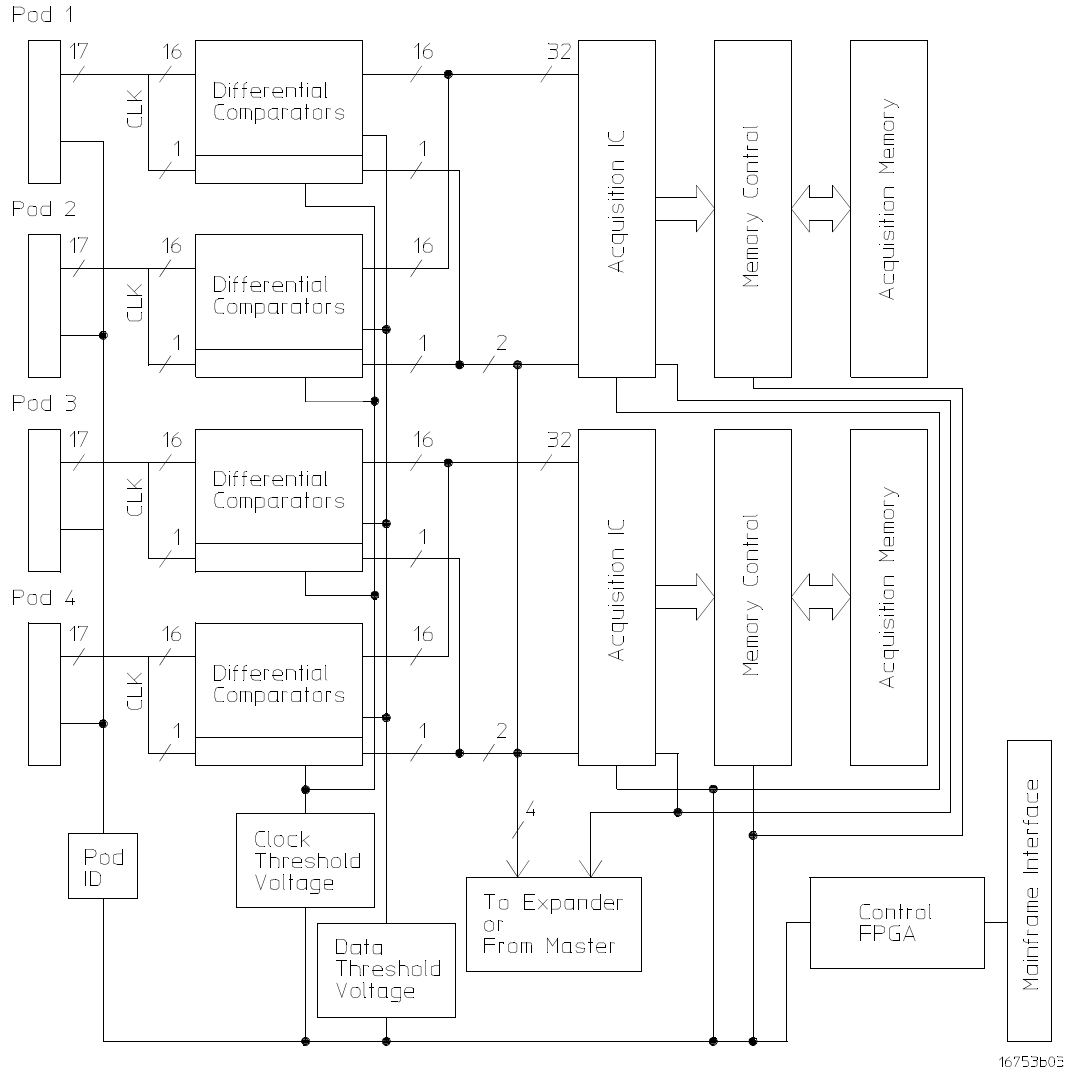 Pod 1
17
16
CLK
1
Differential
Comparators
16
1
32
Acquisition IC
Memory Control
Acquisition Memory
Pod 2
17
16
CLK
1
Differential
Comparators
16
1
2
Pod 3
17
16
CLK
1
Differential
Comparators
16
1
32
Acquisition IC
Memory Control
Acquisition Memory
Pod 4
17
16
CLK
1
Differential
Comparators
16
1
2
4
Pod
ID
Clock
Threshold
Voltage
Data
Threshold
Voltage
To Expander
or
From Master
Control
FPGA
Mainframe Interface
16753b03